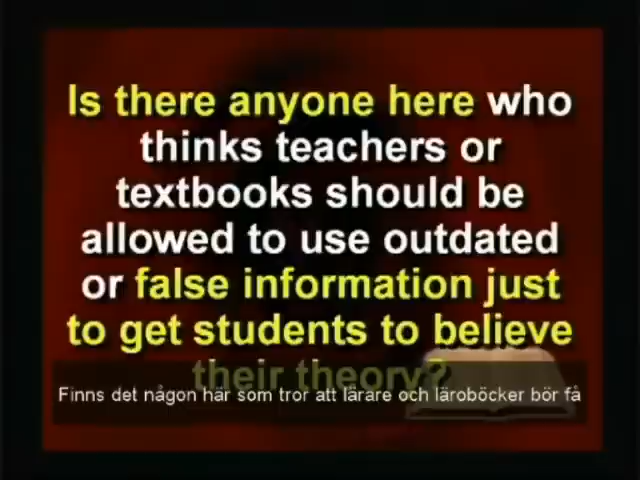 Is there anyone here who
thinks teachers or
textbooks should be
allowed to use outdated
or false information just
to get students to believe
their theory?
Finns det någon här som tror att lärare och läroböcker bör få